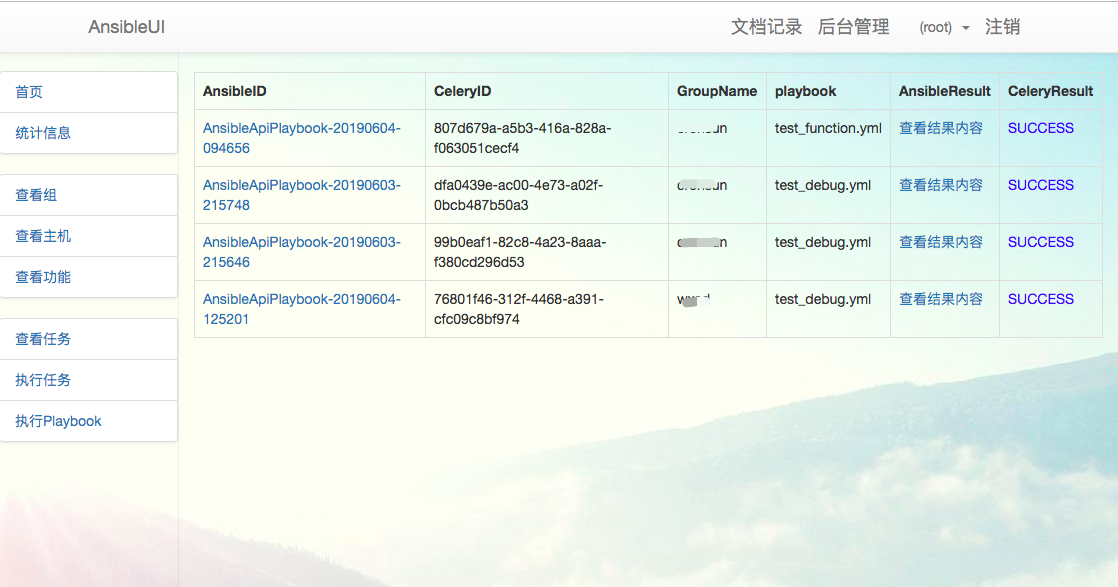 AnsibleUI
文档记录 后台管理 (root) 注销
首页
统计信息
查看组
查看主机
查看功能
查看任务
执行任务
执行Playbook
AnsibleID CeleryID GroupName playbook AnsibleResult CeleryResult
AnsibleApiPlaybook-20190604- 807d679a-a5b3-416a-828a- test_function.yml 查看结果内容 SUCCESS
094656 f063051cecf4
AnsibleApiPlaybook-20190603- dfa0439e-ac00-4e73-a02f- test_debug.yml 查看结果内容 SUCCESS
215748 0bcb487b50a3
AnsibleApiPlaybook-20190603- 99b0eaf1-82c8-4a23-8aaa- test_debug.yml 查看结果内容 SUCCESS
215646 f380cd296d53
AnsibleApiPlaybook-20190604- 76801f46-312f-4468-a391- test_debug.yml 查看结果内容 SUCCESS
125201 cfc09c8bf974